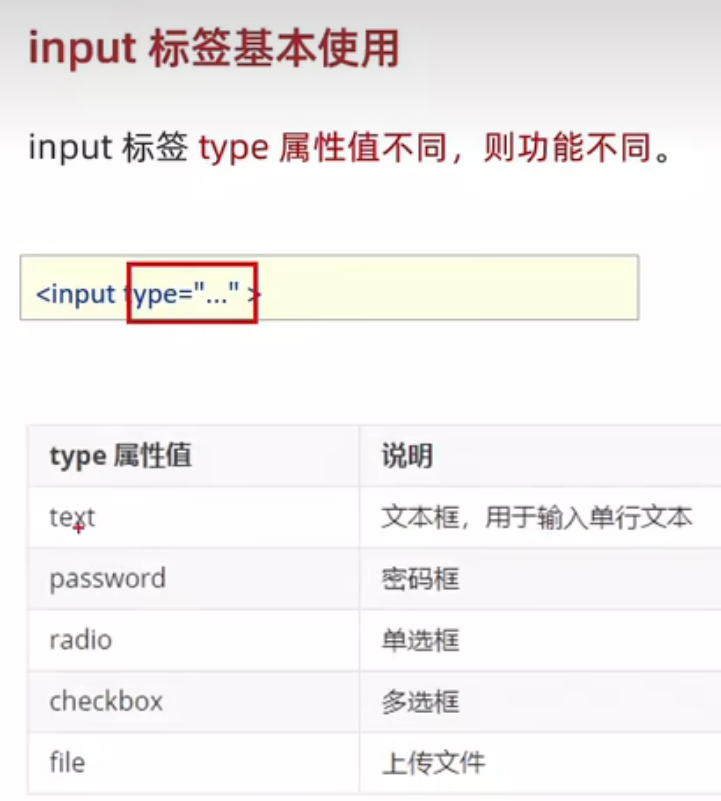 input 标签基本使用
input 标签 type 属性值不同，则功能不同。
<input type="..." >
type 属性值 说明
text 文本框，用于输入单行文本
password 密码框
radio 单选框
checkbox 多选框
file 上传文件